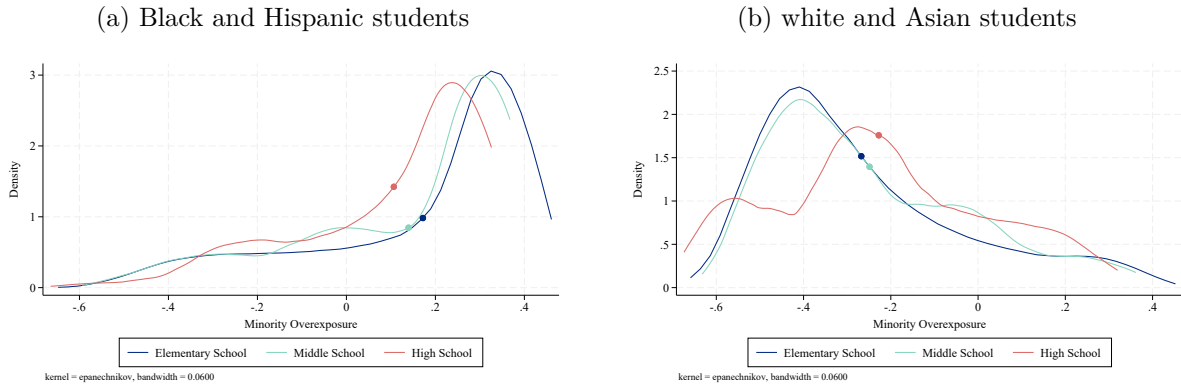 (a) Black and Hispanic students
3
2
1
0
Density
-.6 -.4 -.2 0 .2 .4
Minority Overexposure
Elementary School Middle School High School
kernel = epanechnikov, bandwidth = 0.0600
(b) white and Asian students
2.5
2
1.5
1
.5
0
Density
-.6 -.4 -.2 0 .2 .4
Minority Overexposure
Elementary School Middle School High School
kernel = epanechnikov, bandwidth = 0.0600